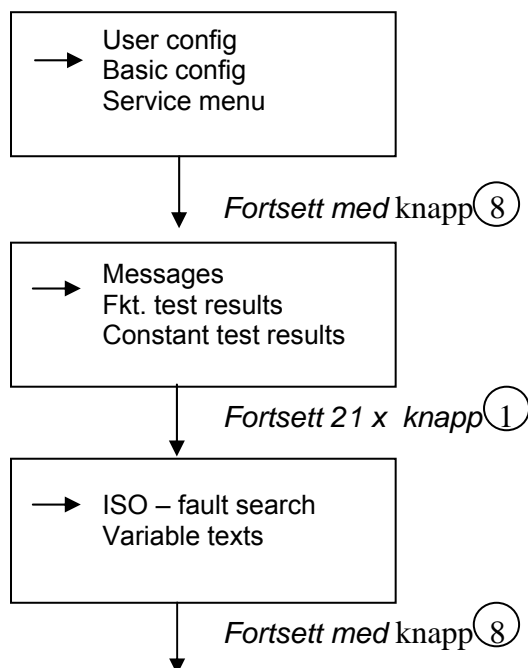 User config
Basic config
Service menu
Fortsett med knapp 8
Messages
Fkt. test results
Constant test results
Fortsett 21 x knapp 1
ISO – fault search
Variable texts
Fortsett med knapp 8